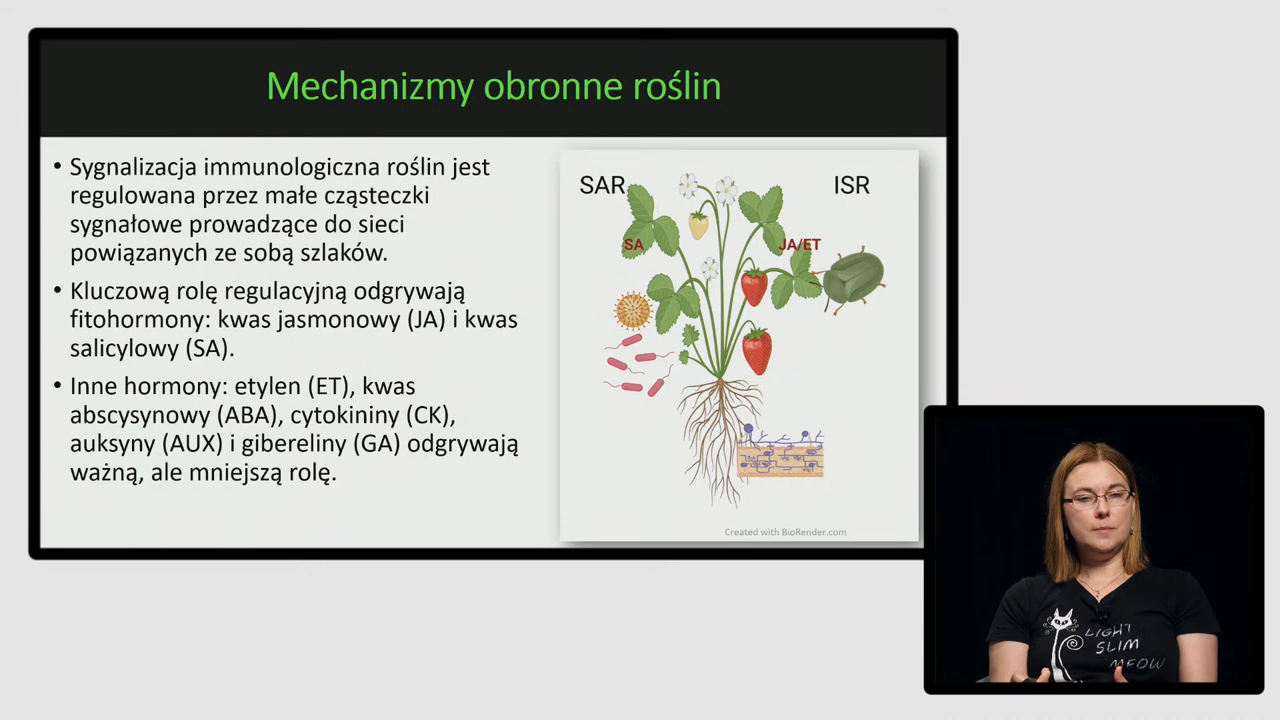 Mechanizmy obronne roślin
• Sygnalizacja immunologiczna roślin jest
regulowana przez małe cząsteczki
sygnałowe prowadzące do sieci
powiązanych ze sobą szlaków.
• Kluczową rolę regulacyjną odgrywają
fitohormony: kwas jasmonowy (JA) i kwas
salicylowy (SA).
• Inne hormony: etylen (ET), kwas
abscysynowy (ABA), cytokininy (CK),
auksyny (AUX) i gibereliny (GA) odgrywają
ważną, ale mniejszą rolę.
SAR
ISR
SA
JA/ET
Created with BioRender.com
LIGHT
SLIM
MEOW